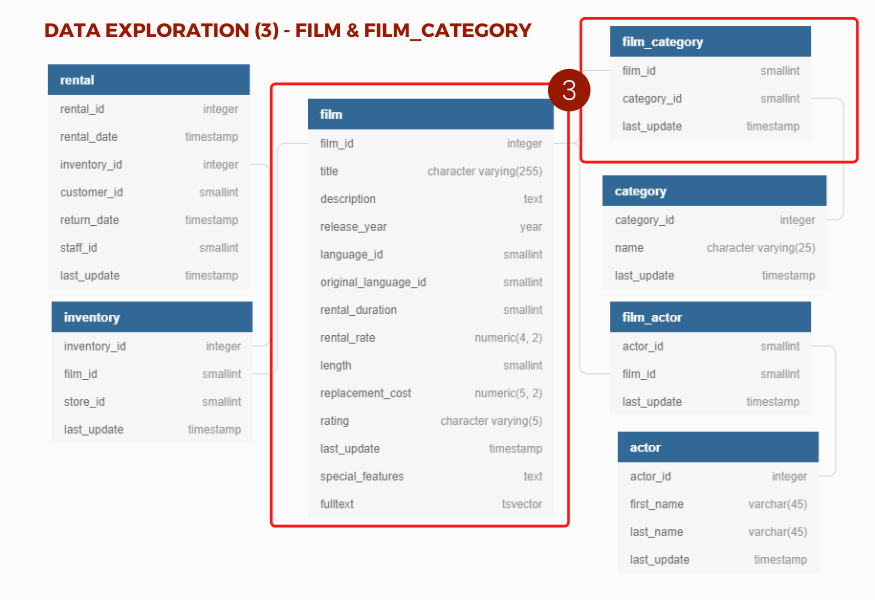 DATA EXPLORATION (3) - FILM & FILM_CATEGORY
rental
rental_id integer
rental_date timestamp
inventory_id integer
customer_id smallint
return_date timestamp
staff_id smallint
last_update timestamp
inventory
inventory_id integer
film_id smallint
store_id smallint
last_update timestamp
film
film_id integer
title character varying(255)
description text
release_year year
language_id smallint
original_language_id smallint
rental_duration smallint
rental_rate numeric(4, 2)
length smallint
replacement_cost numeric(5, 2)
rating character varying(5)
last_update timestamp
special_features text
fulltext tsvector
3
film_category
film_id smallint
category_id smallint
last_update timestamp
category
category_id integer
name character varying(25)
last_update timestamp
film_actor
actor_id smallint
film_id smallint
last_update timestamp
actor
actor_id integer
first_name varchar(45)
last_name varchar(45)
last_update timestamp